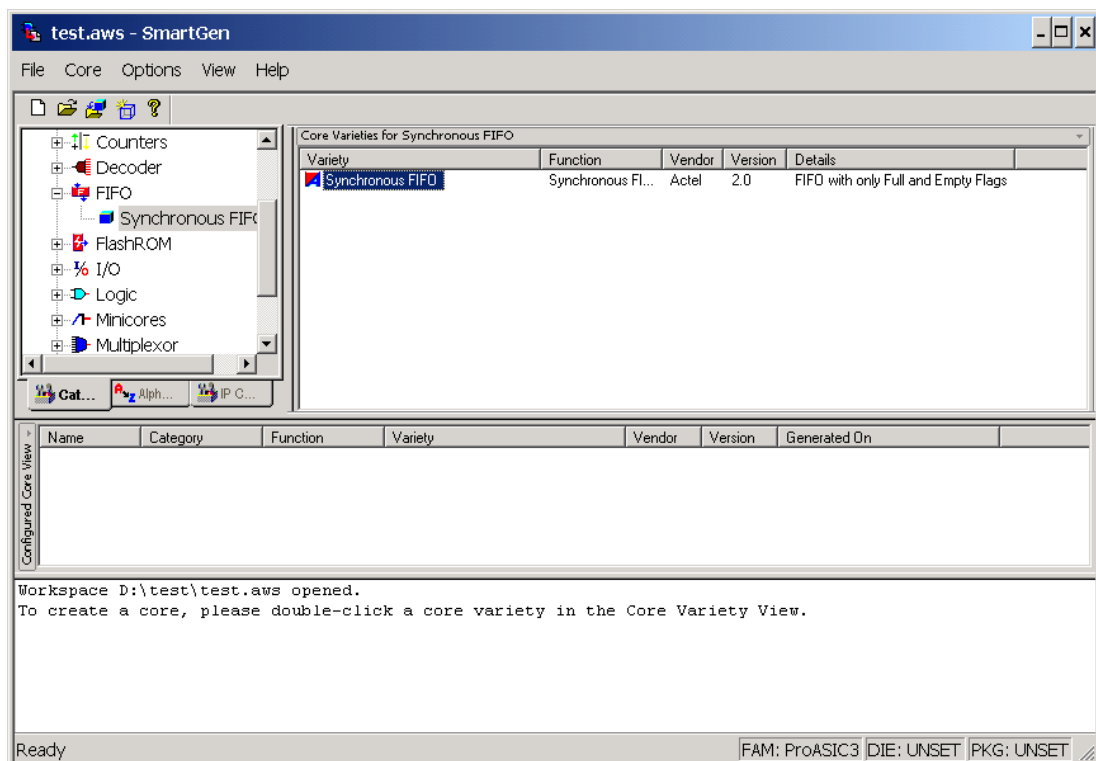 test.aws - SmartGen
File Core Options View Help
Counters
Decoder
FIFO
Synchronous FIF
FlashROM
I/O
Logic
Minicores
Multiplexor
Cat... Alph... IP C...
Core Varieties for Synchronous FIFO
Variety Function Vendor Version Details
Synchronous FIFO Synchronous FI... Actel 2.0 FIFO with only Full and Empty Flags
Configured Core View
Name Category Function Variety Vendor Version Generated On
Workspace D:\test\test.aws opened.
To create a core, please double-click a core variety in the Core Variety View.
Ready FAM: ProASIC3 DIE: UNSET PKG: UNSET